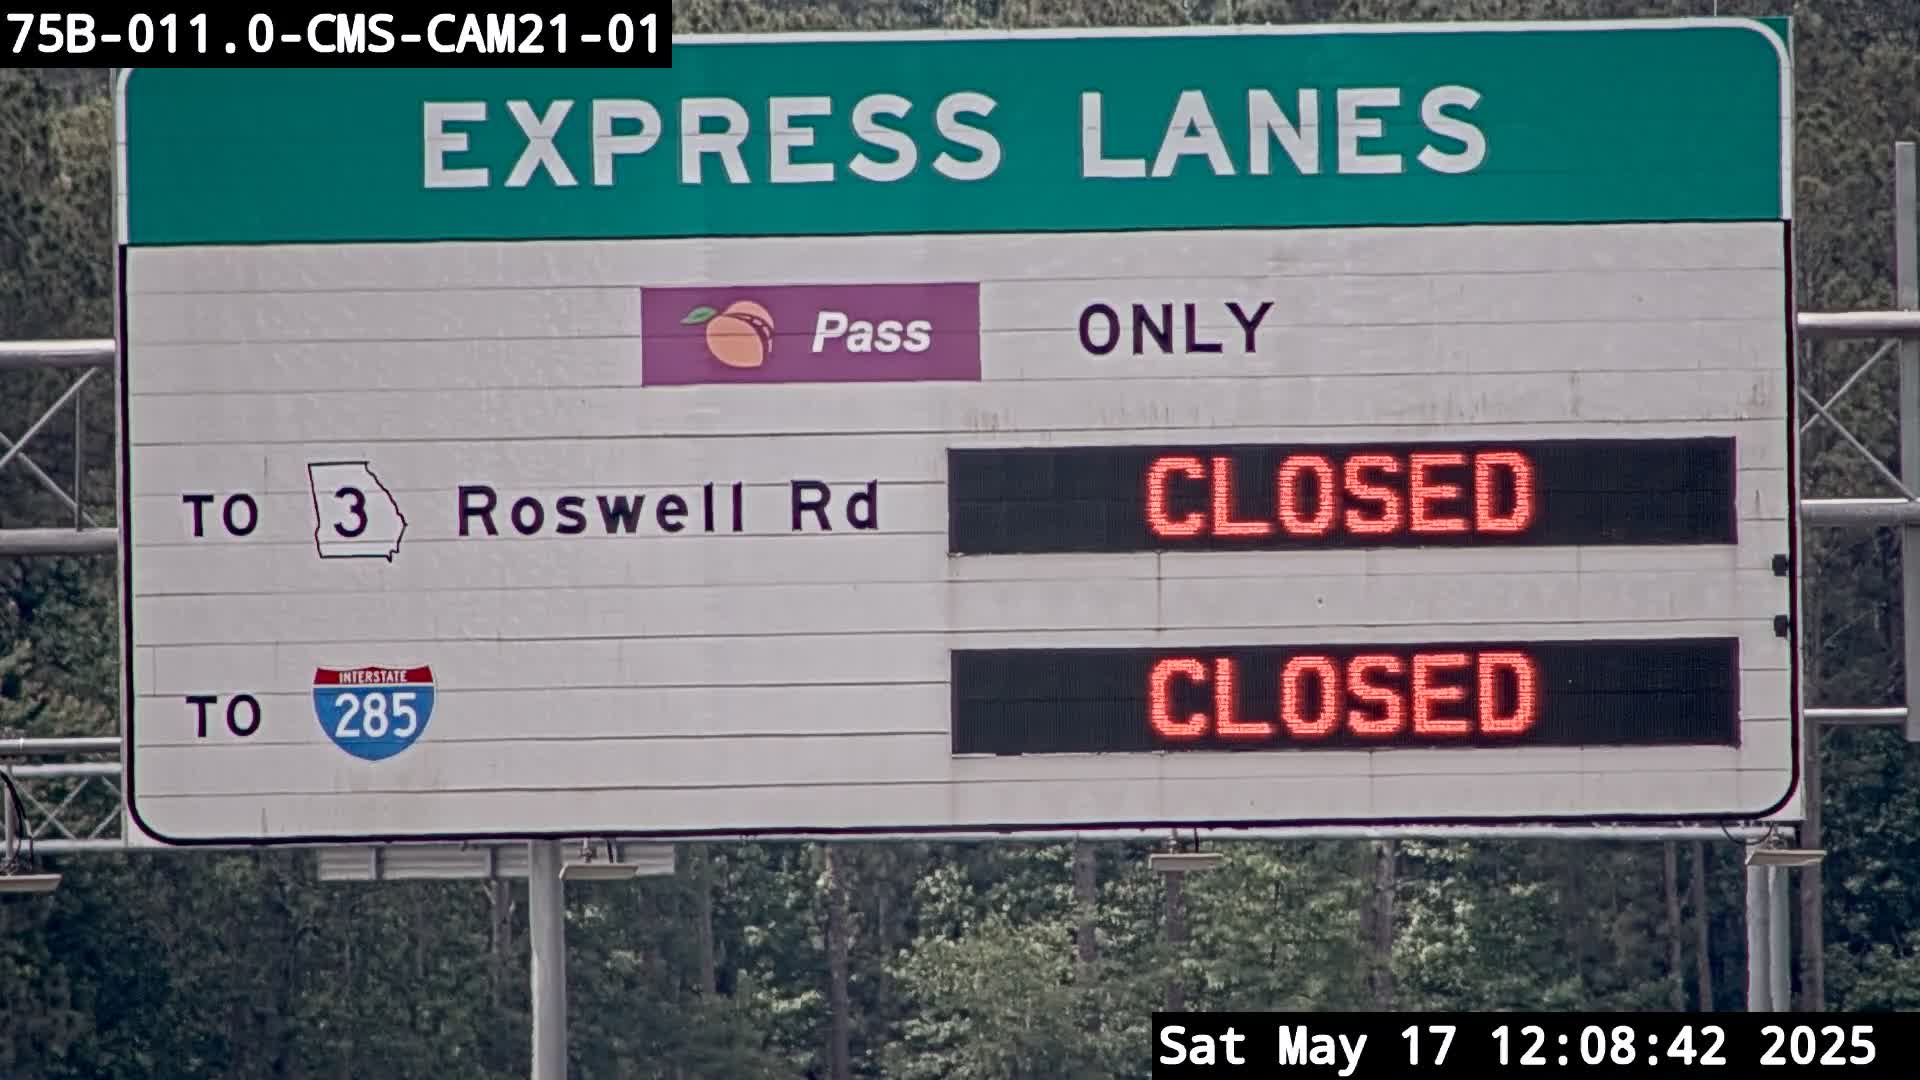 75B-011.0-CMS-CAM21-01
EXPRESS LANES
Pass ONLY
TO 3 Roswell Rd CLOSED
INTERSTATE
TO 285 CLOSED
Sat May 17 12:08:42 2025